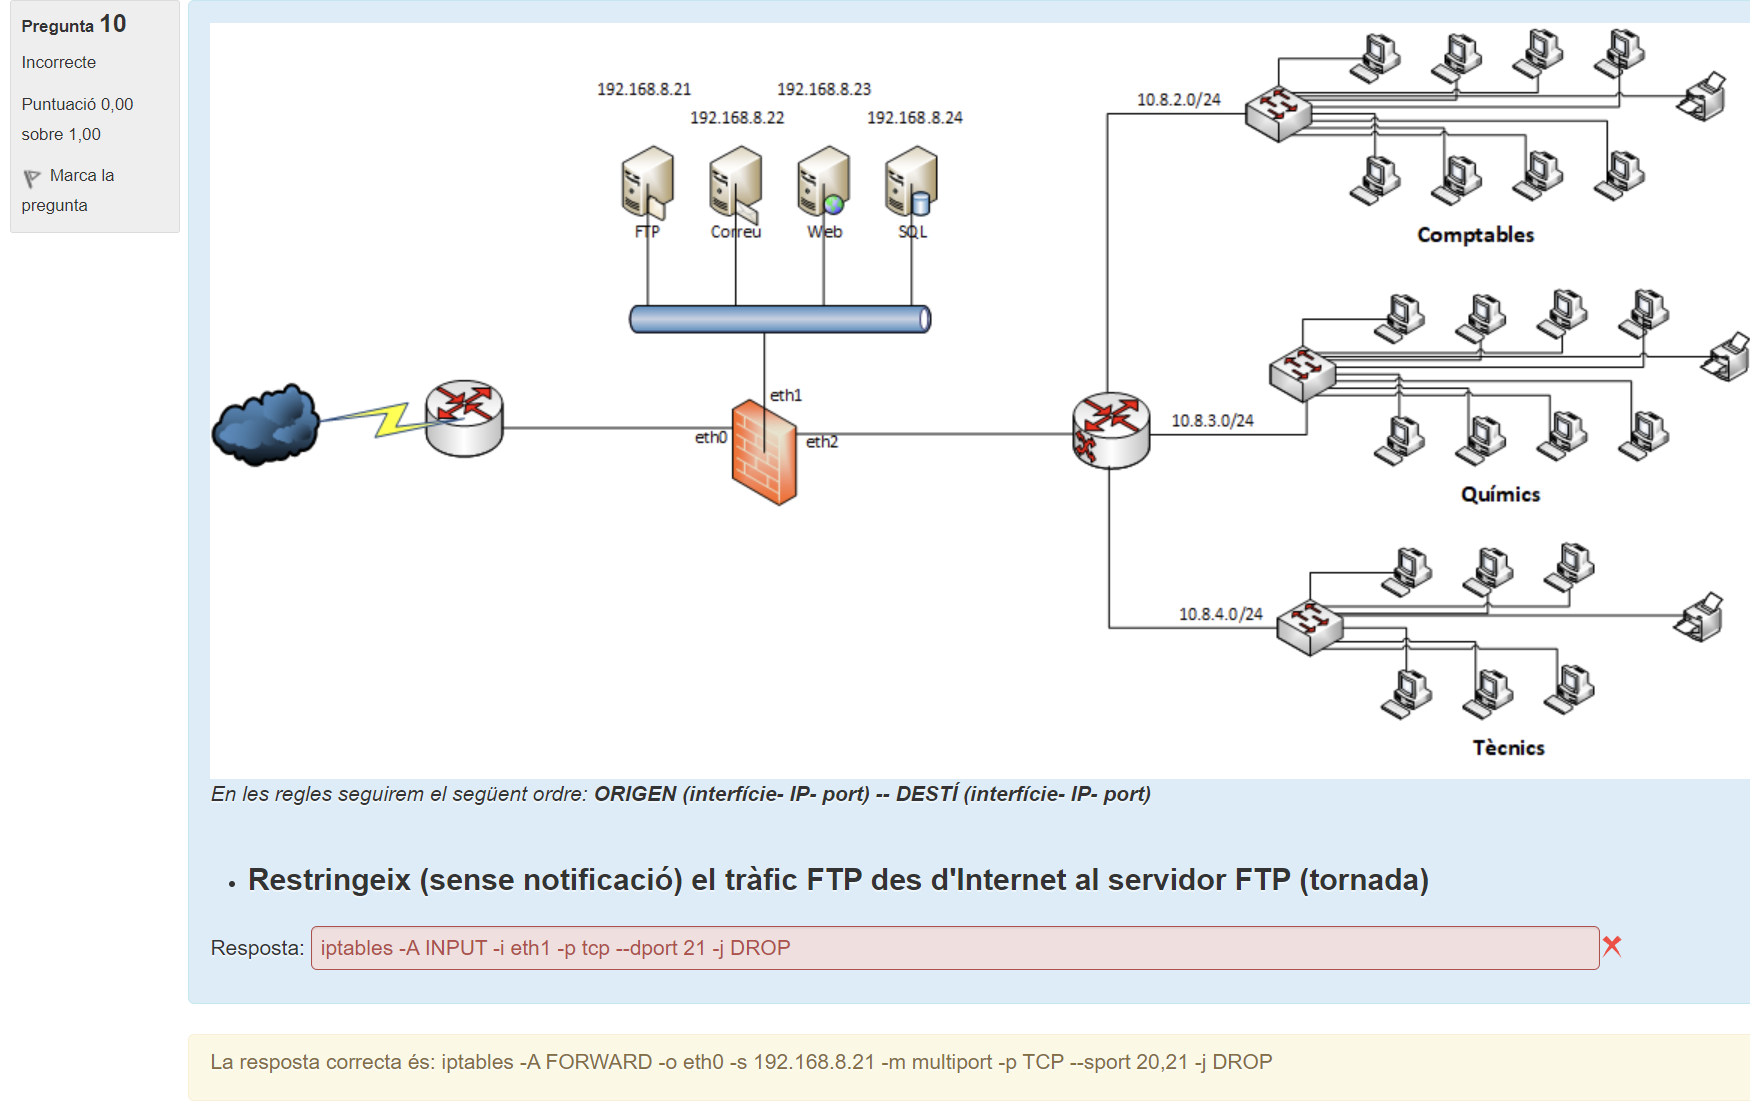 Pregunta 10
Incorrecte
Puntuació 0,00
sobre 1,00
Marca la
pregunta
192.168.8.21
192.168.8.23
192.168.8.22
192.168.8.24
FTP
Correu
Web
SQL
10.8.2.0/24
Comptables
eth1
eth0
eth2
10.8.3.0/24
Químics
10.8.4.0/24
Tècnics
En les regles seguirem el següent ordre: ORIGEN (interfície- IP- port) -- DESTÍ (interfície- IP- port)
• Restringeix (sense notificació) el tràfic FTP des d'Internet al servidor FTP (tornada)
Resposta: iptables -A INPUT -i eth1 -p tcp --dport 21 -j DROP
La resposta correcta és: iptables -A FORWARD -o eth0 -s 192.168.8.21 -m multiport -p TCP --sport 20,21 -j DROP